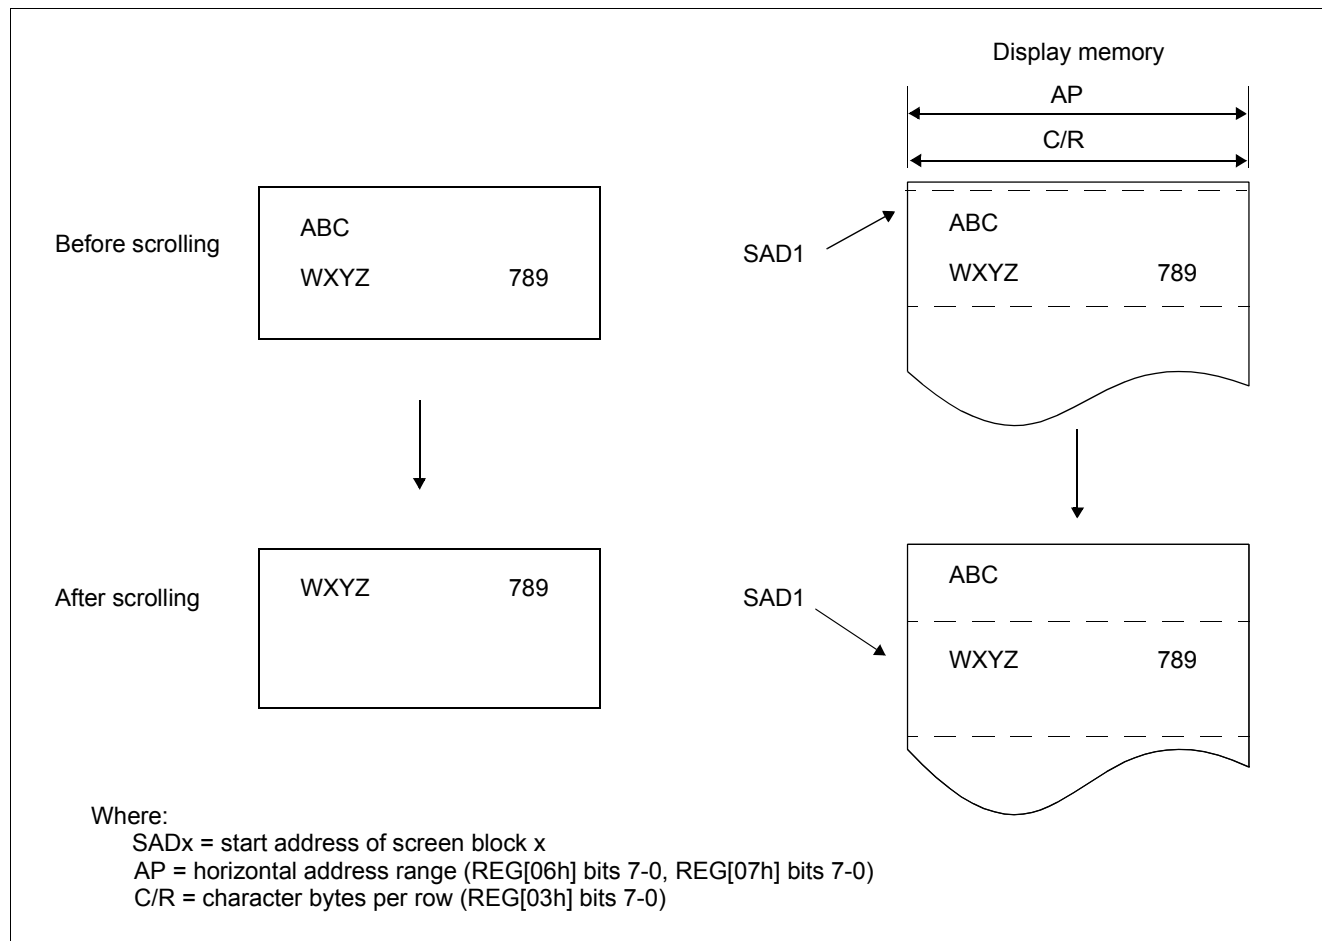 Display memory
AP
C/R
Before scrolling
ABC
WXYZ 789
SAD1
ABC
WXYZ 789
After scrolling
WXYZ 789
SAD1
ABC
WXYZ 789
Where:
SADx = start address of screen block x
AP = horizontal address range (REG[06h] bits 7-0, REG[07h] bits 7-0)
C/R = character bytes per row (REG[03h] bits 7-0)